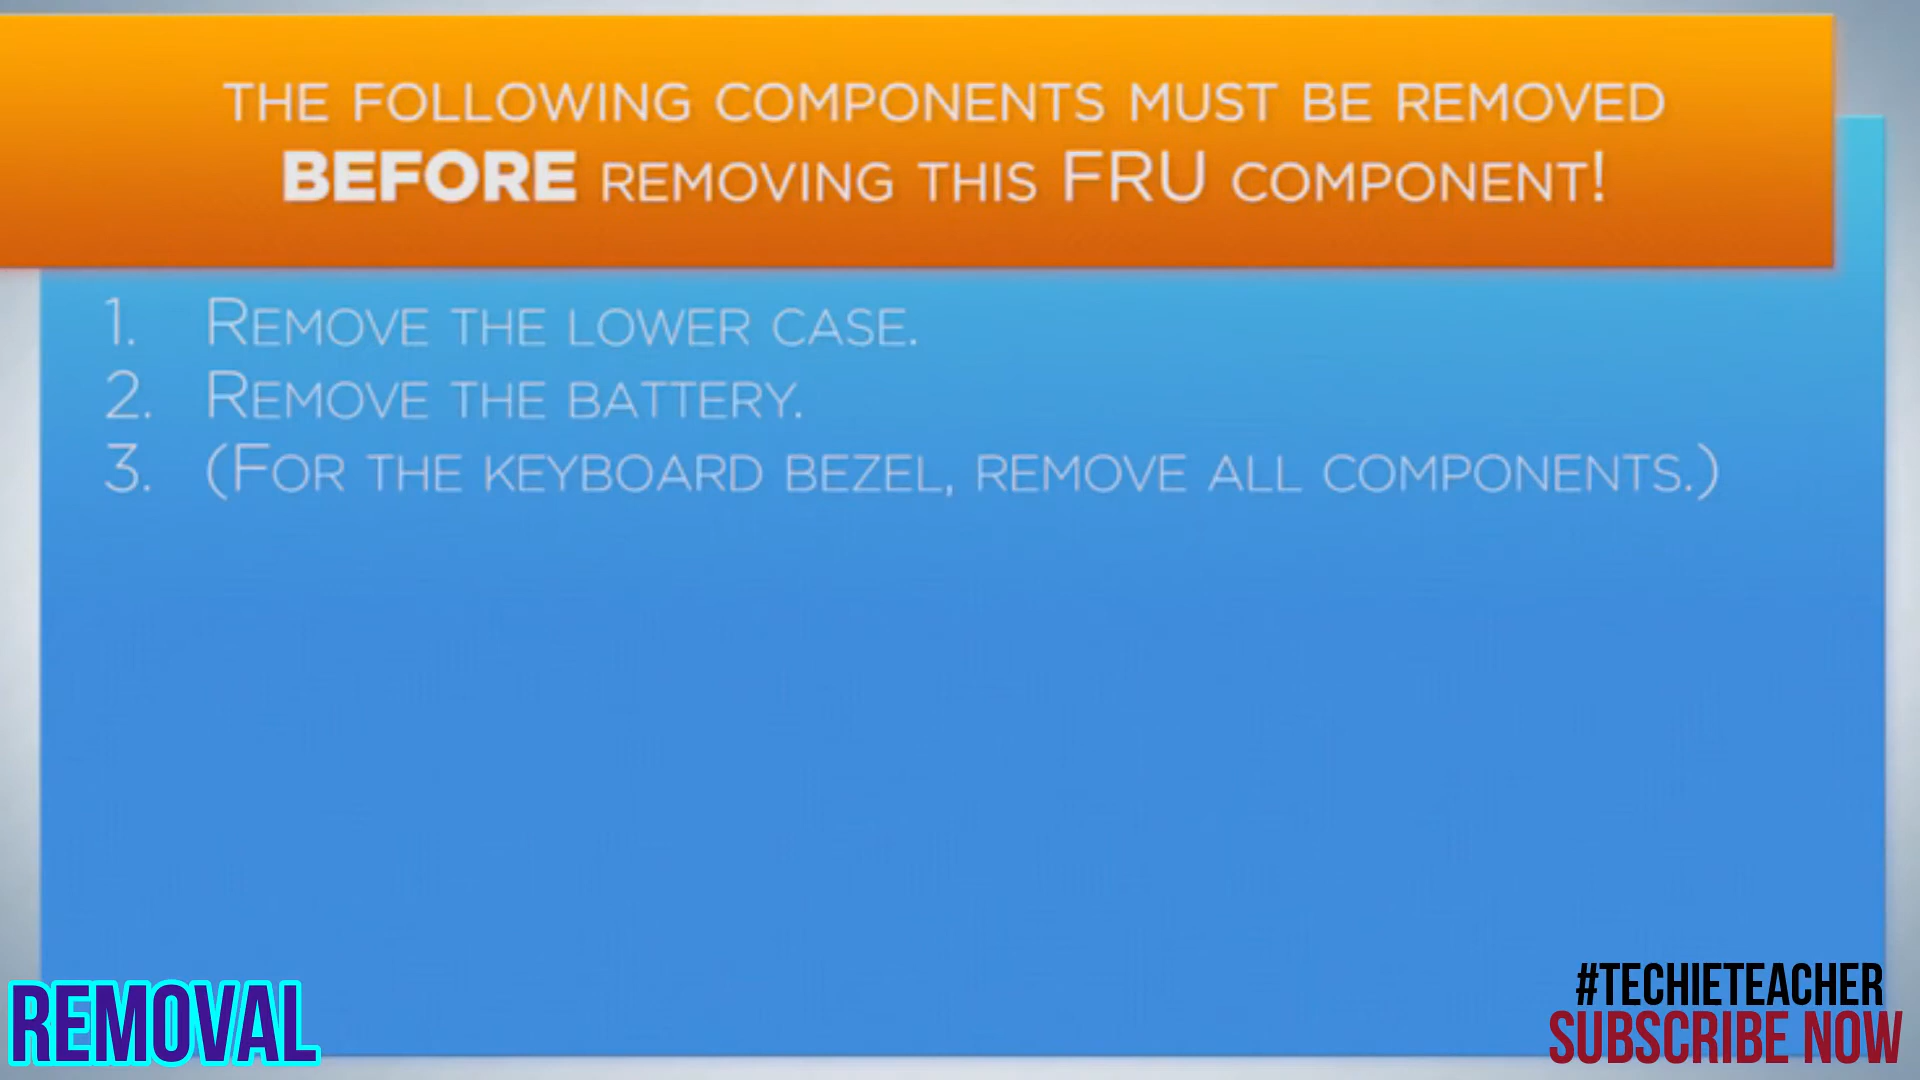 THE FOLLOWING COMPONENTS MUST BE REMOVED
BEFORE REMOVING THIS FRU COMPONENT!
1. REMOVE THE LOWER CASE.
2. REMOVE THE BATTERY.
3. (FOR THE KEYBOARD BEZEL, REMOVE ALL COMPONENTS.)
REMOVAL
#TECHIETEACHER
SUBSCRIBE NOW